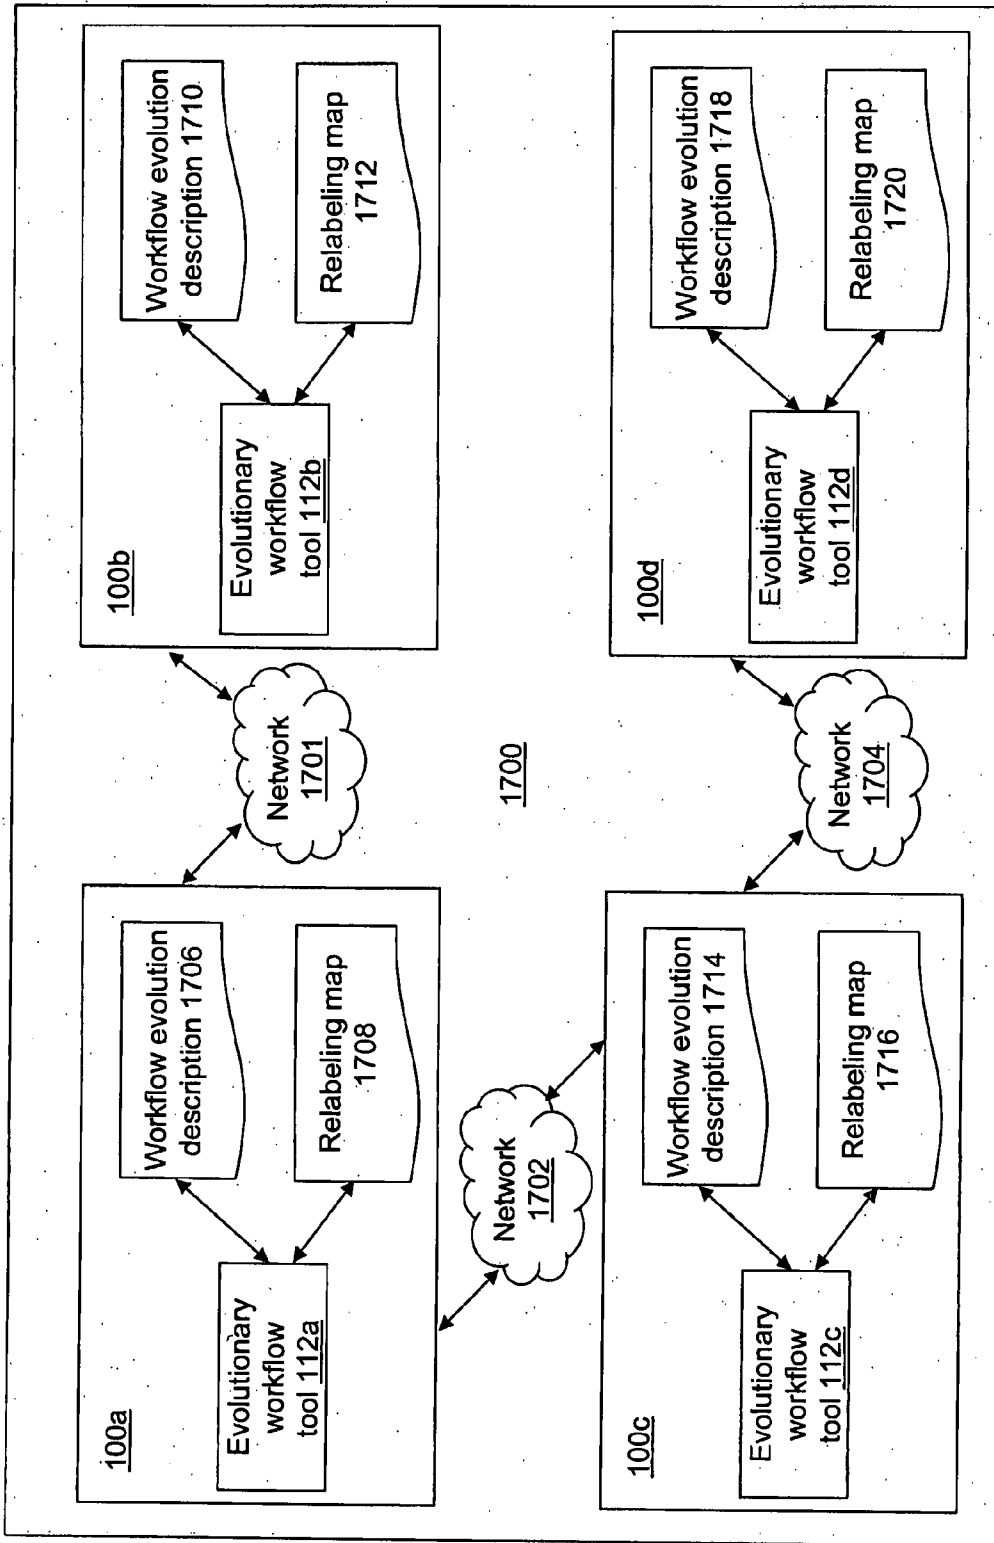 100a
Evolutionary
workflow
tool 112a
Workflow evolution
description 1706
Relabeling map
1708
Network
1701
100b
Evolutionary
workflow
tool 112b
Workflow evolution
description 1710
Relabeling map
1712
Network
1702
1700
100c
Evolutionary
workflow
tool 112c
Workflow evolution
description 1714
Relabeling map
1716
Network
1704
100d
Evolutionary
workflow
tool 112d
Workflow evolution
description 1718
Relabeling map
1720